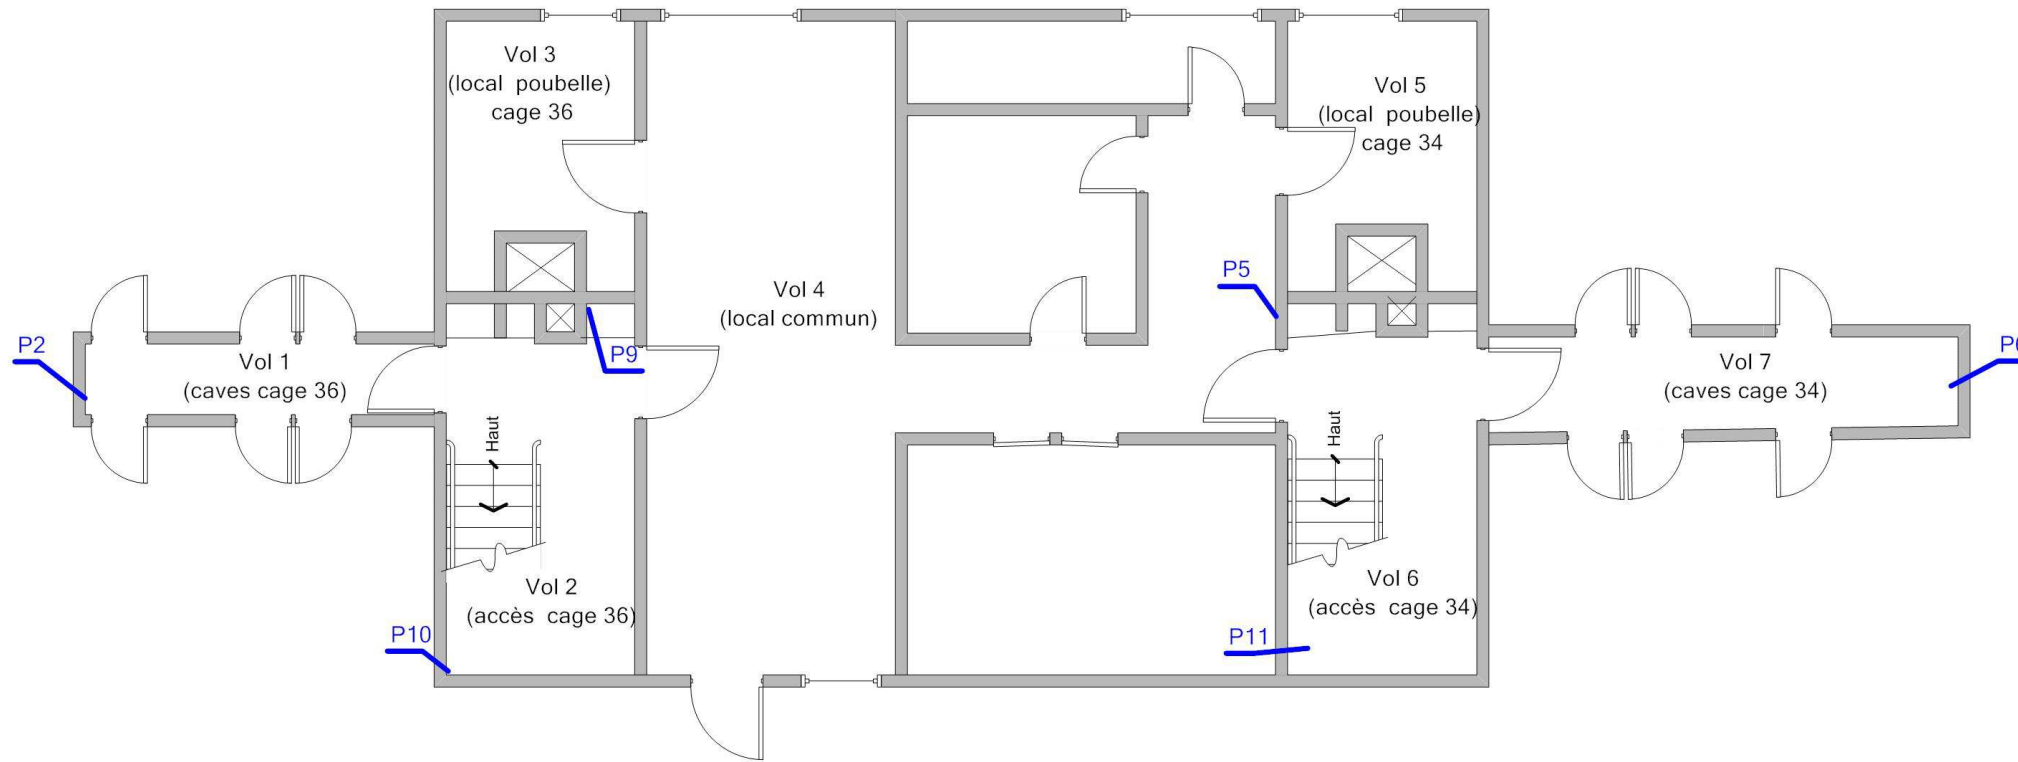 Vol 3
(local poubelle)
cage 36
Vol 5
(local poubelle)
cage 34
P5
Vol 4
(local commun)
P2
Vol 1
(caves cage 36)
P9
Vol 7
(caves cage 34)
Haut
Haut
Vol 2
(accès cage 36)
Vol 6
(accès cage 34)
P10
P11